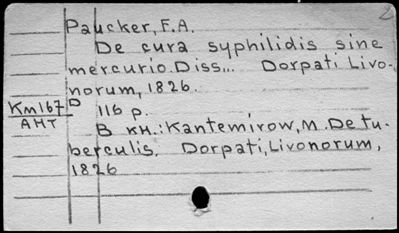 2
Paucker, F.A.
De cura syphilidis sine
mercurio. Diss... Dorpati Livo-
norum, 1826.
Km167 D 116 p.
АНТ
В кн.: Kantemirow, M. De tu-
berculis. Dorpati, Livonorum,
1826